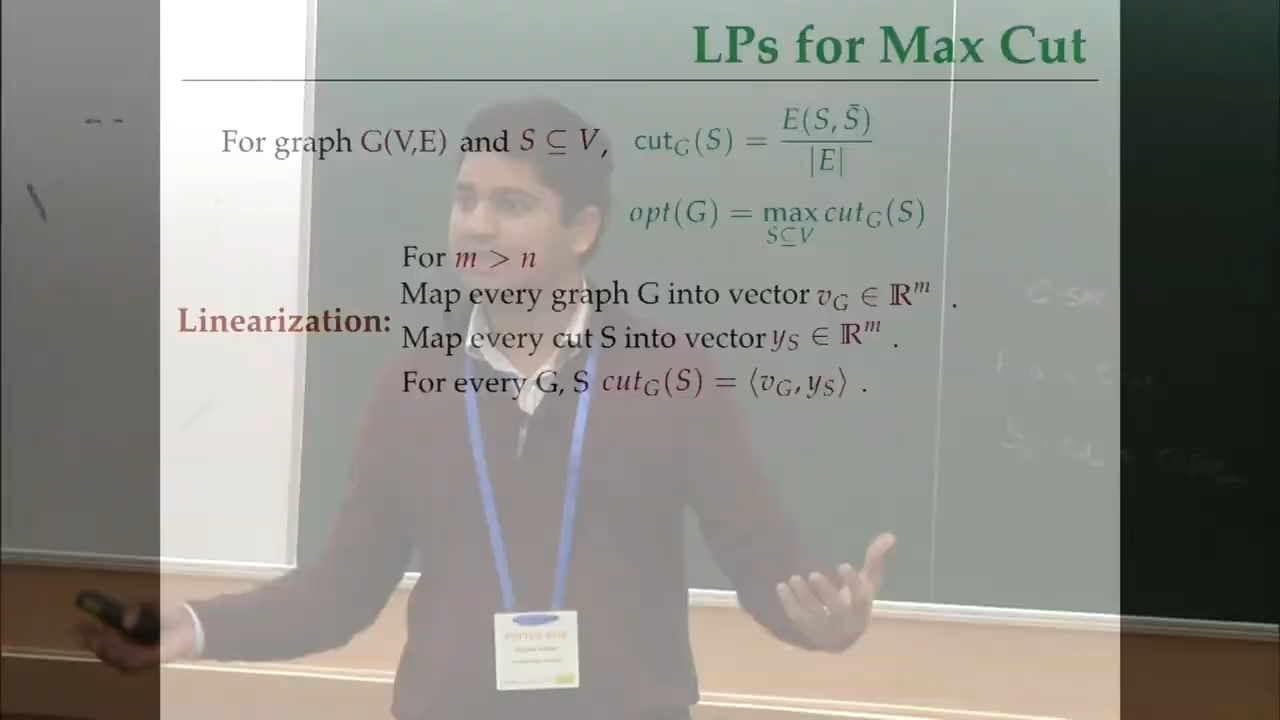 LPs for Max Cut
For graph G(V,E) and S ⊆ V, cut_G(S) = E(S, S̄) / |E|
opt(G) = max_{S⊆V} cut_G(S)
For m > n
Map every graph G into vector v_G ∈ ℝ^m .
Linearization:
Map every cut S into vector y_S ∈ ℝ^m .
For every G, S cut_G(S) = ⟨v_G, y_S⟩ .